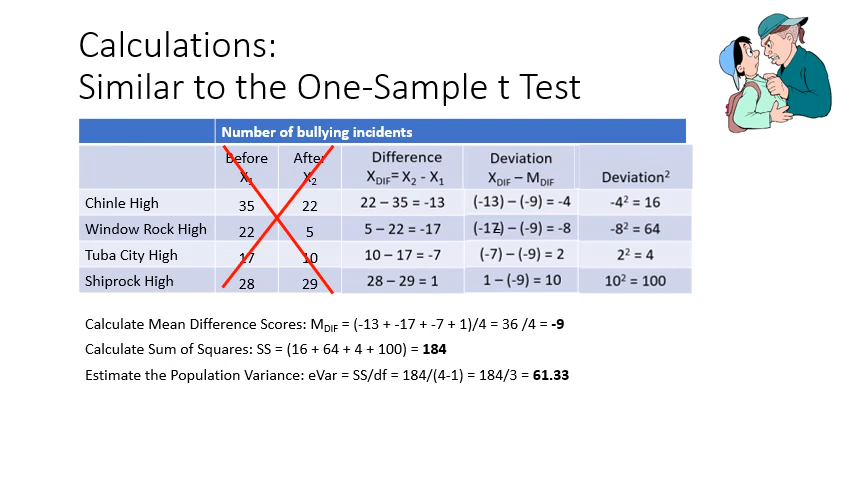 Calculations:
Similar to the One-Sample t Test
Number of bullying incidents
Before X₁ After X₂ Difference X_DIF= X₂ - X₁ Deviation X_DIF – M_DIF Deviation²
Chinle High 35 22 22 – 35 = -13 (-13) – (-9) = -4 -4² = 16
Window Rock High 22 5 5 – 22 = -17 (-17) – (-9) = -8 -8² = 64
Tuba City High 17 10 10 – 17 = -7 (-7) – (-9) = 2 2² = 4
Shiprock High 28 29 28 – 29 = 1 1 – (-9) = 10 10² = 100
Calculate Mean Difference Scores: M_DIF = (-13 + -17 + -7 + 1)/4 = 36 /4 = -9
Calculate Sum of Squares: SS = (16 + 64 + 4 + 100) = 184
Estimate the Population Variance: eVar = SS/df = 184/(4-1) = 184/3 = 61.33